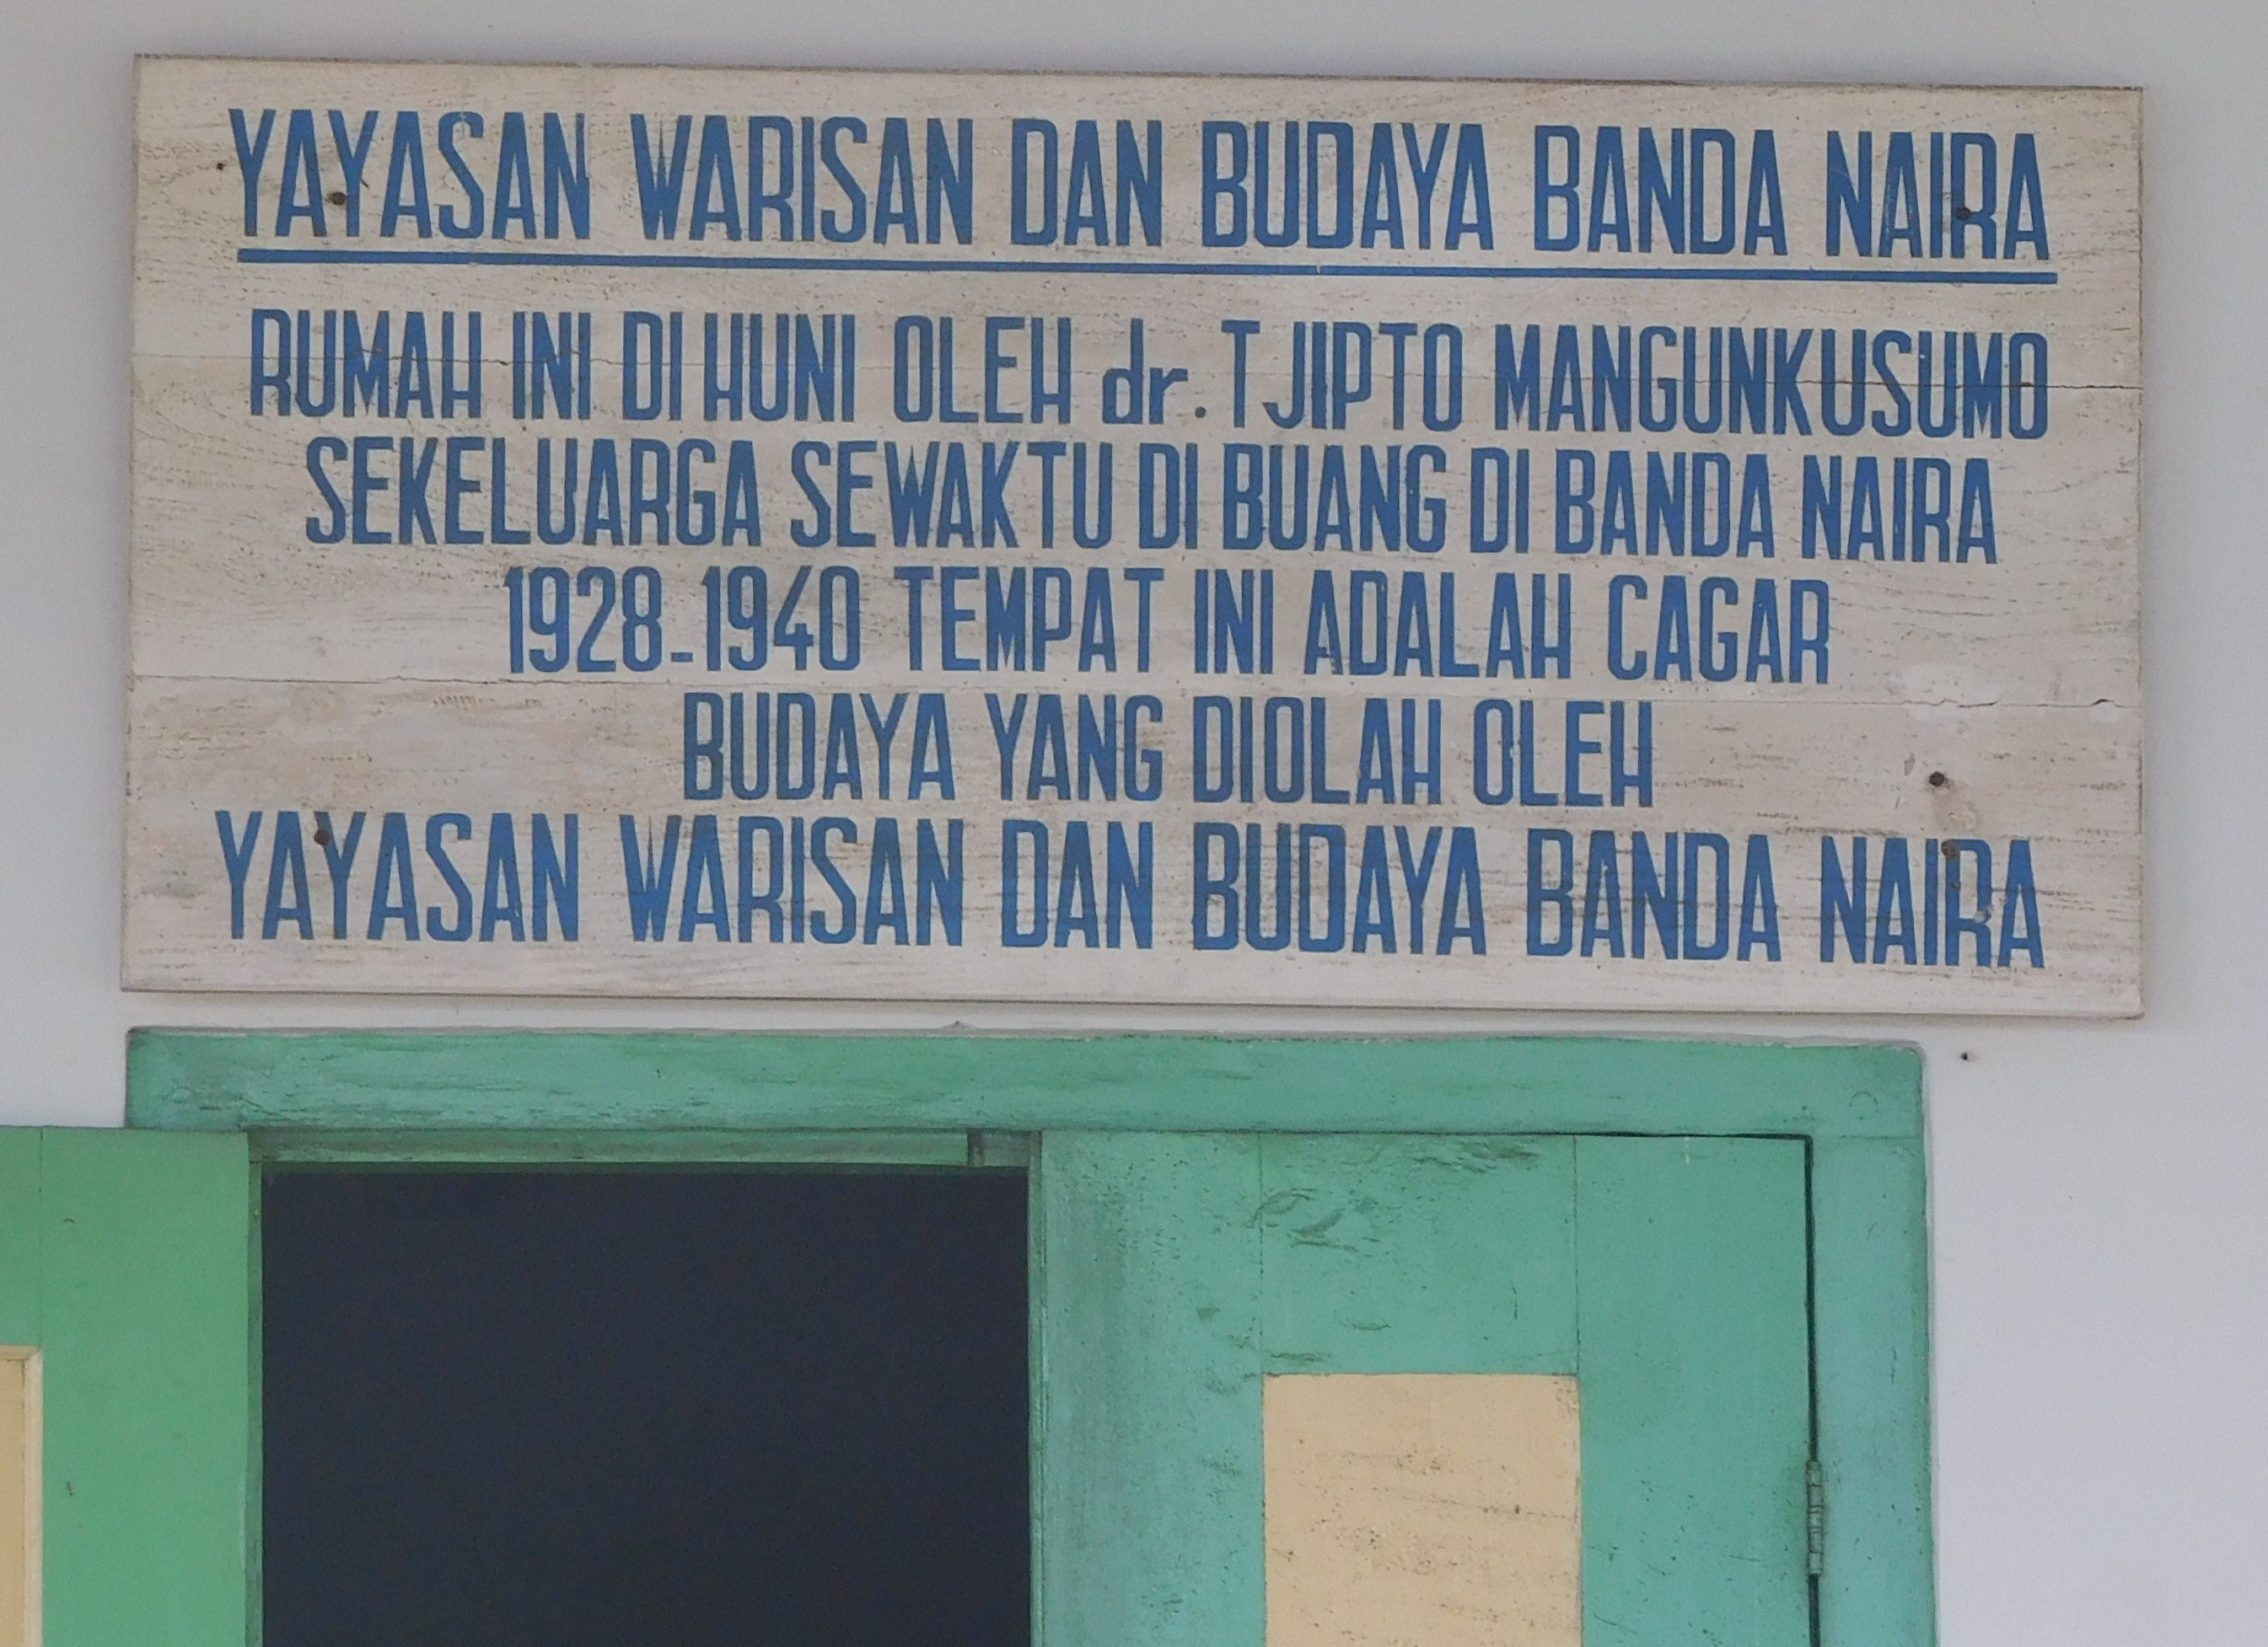 YAYASAN WARISAN DAN BUDAYA BANDA NAIRA
RUMAH INI DI HUNI OLEH dr. TJIPTO MANGUNKUSUMO
SEKELUARGA SEWAKTU DI BUANG DI BANDA NAIRA
1928-1940 TEMPAT INI ADALAH CAGAR
BUDAYA YANG DIOLAH OLEH
YAYASAN WARISAN DAN BUDAYA BANDA NAIRA